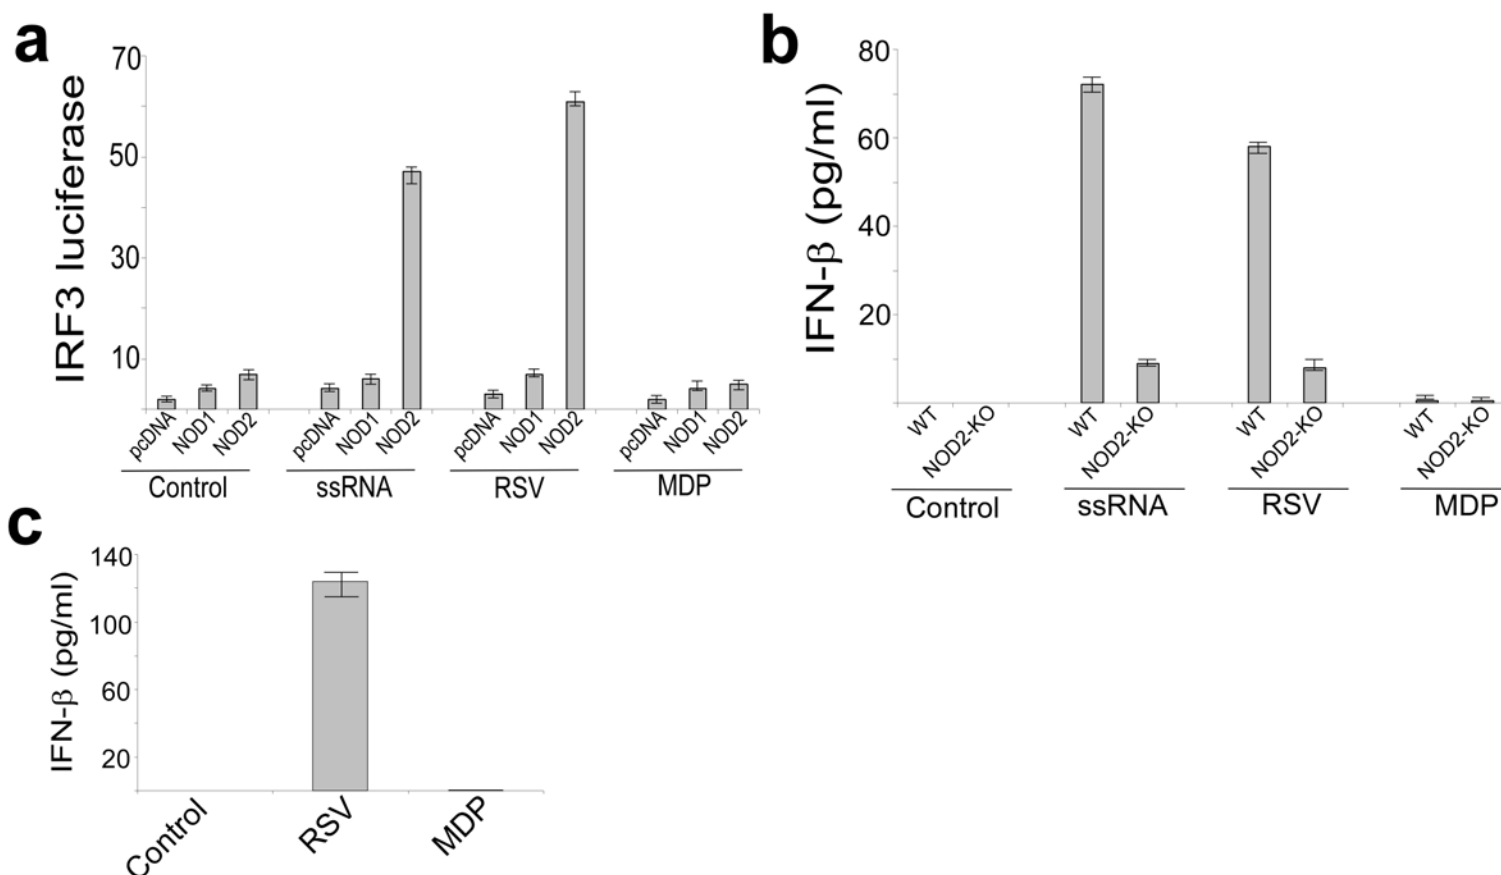 a
IRF3 luciferase
70
50
30
10
pcDNA NOD1 NOD2 pcDNA NOD1 NOD2 pcDNA NOD1 NOD2 pcDNA NOD1 NOD2
Control ssRNA RSV MDP
b
IFN-β (pg/ml)
80
60
40
20
WT NOD2-KO WT NOD2-KO WT NOD2-KO WT NOD2-KO
Control ssRNA RSV MDP
c
IFN-β (pg/ml)
140
100
60
20
Control RSV MDP